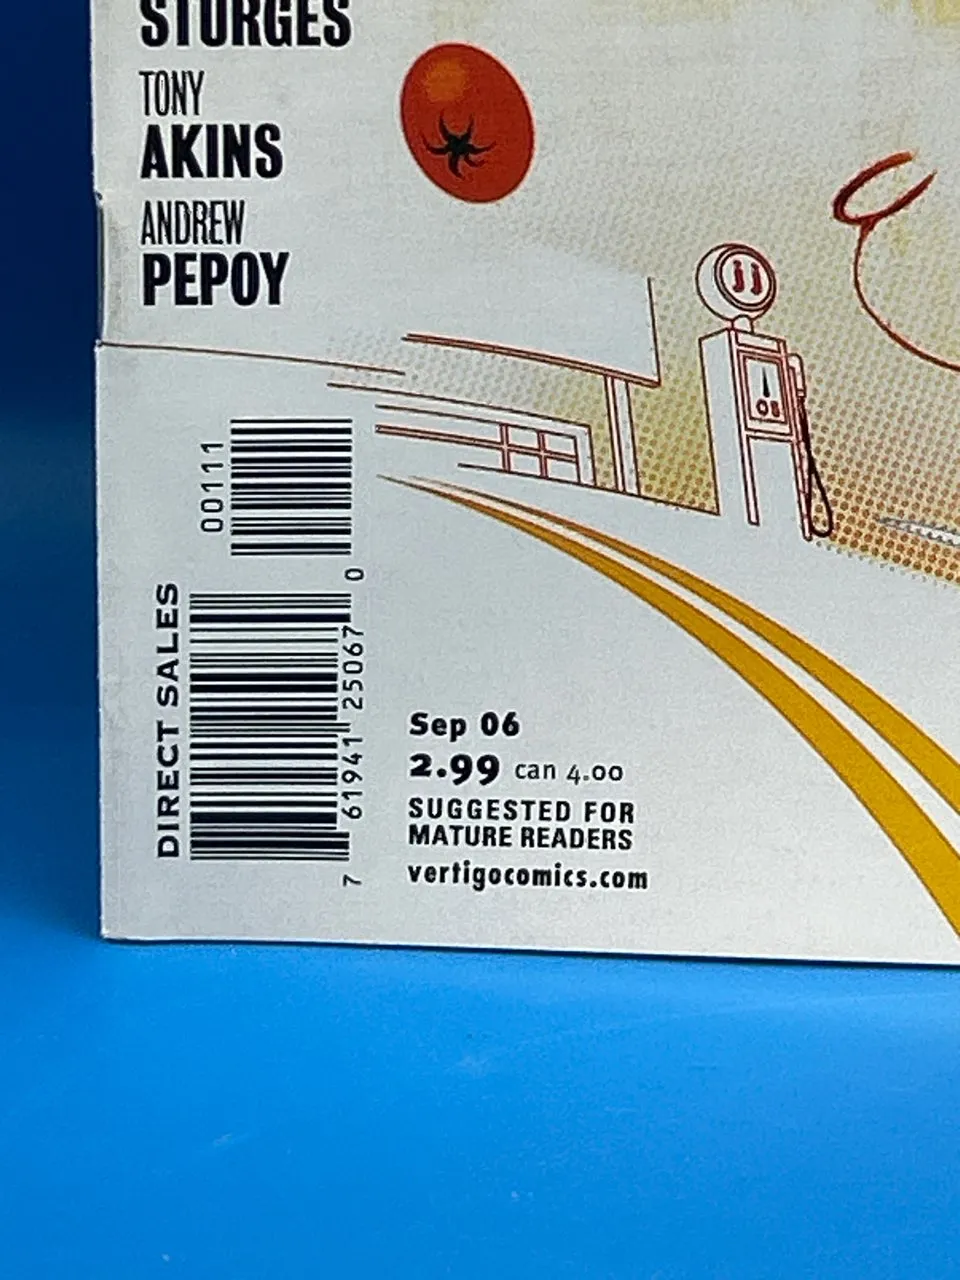 STURGES
TONY
AKINS
ANDREW
PEPOY
00111
DIRECT SALES
7 61941 25067 0
Sep 06
2.99 can 4.00
SUGGESTED FOR
MATURE READERS
vertigocomics.com
jj